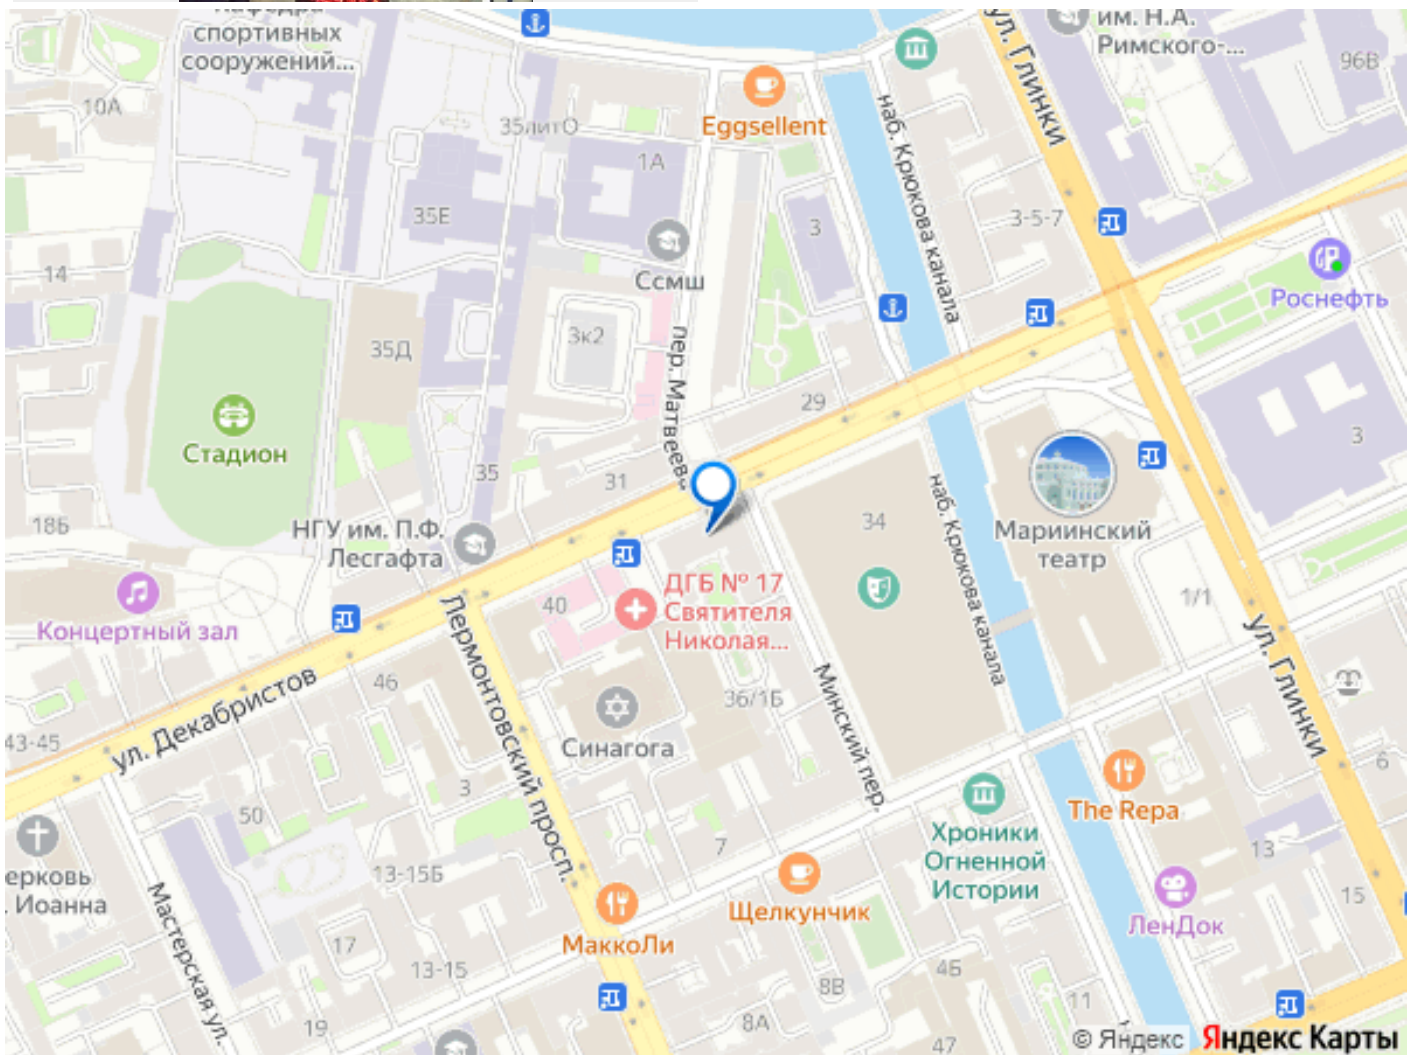 Кафедра
спортивных
сооружений...
10А
35литО
1А
35Е
14
35Д
Ссмш
3к2
Eggsellent
3
наб. Крюкова канала
ул. Глинки
им. Н.А.
Римского-...
96В
3-5-7
Роснефть
3
пер. Матвеева
29
Стадион
35
31
18Б
НГУ им. П.Ф.
Лесгафта
34
наб. Крюкова канала
Мариинский
театр
1/1
ул. Глинки
Концертный зал
40
ДГБ № 17
Святителя
Николая...
46
ул. Декабристов
43-45
Лермонтовский просп.
Синагога
36/1Б
Минский пер.
3
50
13-15Б
7
Хроники
Огненной
Истории
The Repa
6
13
15
ерковь
. Иоанна
Мастерская ул.
17
19
13-15
МаккоЛи
Щелкунчик
ЛенДок
8В
8А
4Б
47
11
© Яндекс
Яндекс Карты